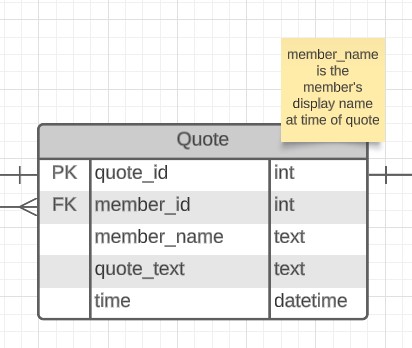 member_name
is the
member's
display name
at time of quote
Quote
PK quote_id int
FK member_id int
member_name text
quote_text text
time datetime